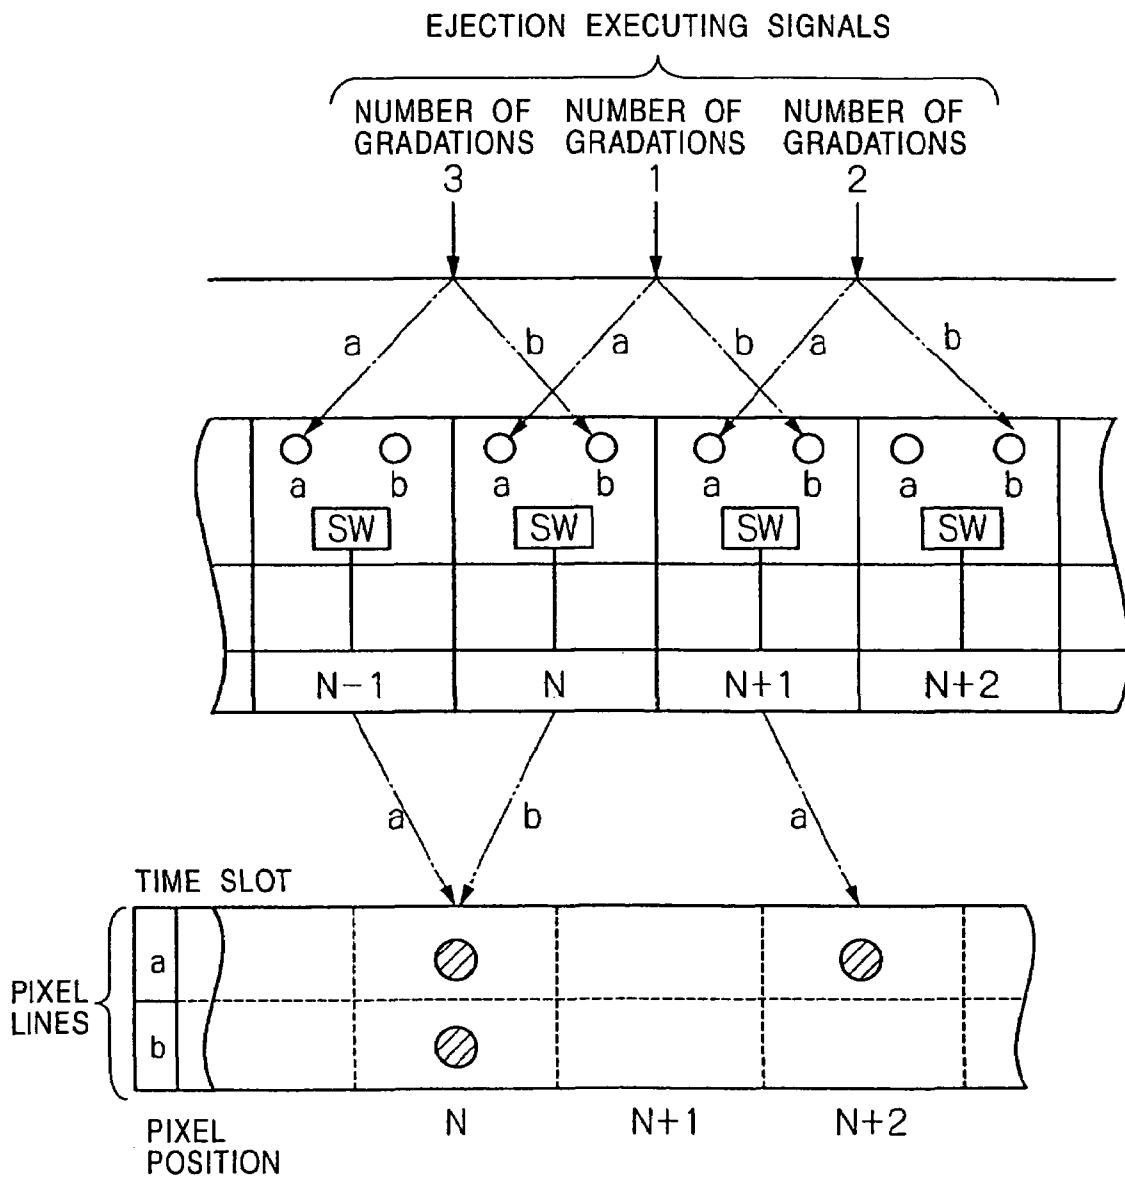 EJECTION EXECUTING SIGNALS
NUMBER OF GRADATIONS 3
NUMBER OF GRADATIONS 1
NUMBER OF GRADATIONS 2
a b a b a b
a b a b a b a b
SW SW SW SW
N-1 N N+1 N+2
a b a
TIME SLOT
PIXEL LINES
a
b
N N+1 N+2
PIXEL POSITION